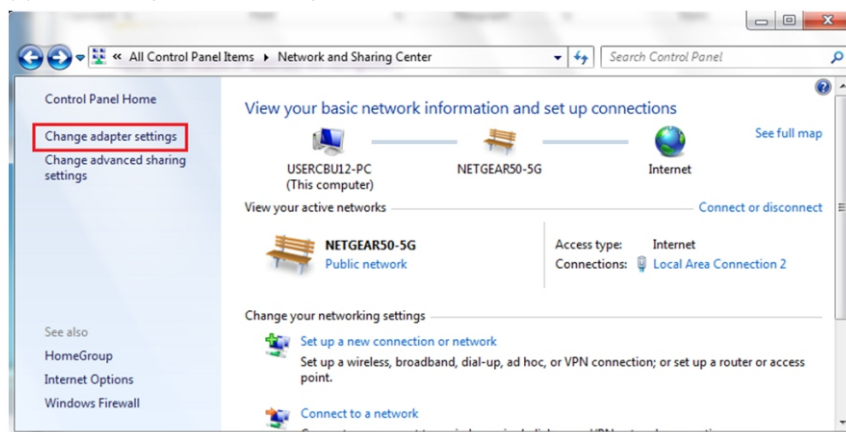 « All Control Panel Items ▸ Network and Sharing Center
Search Control Panel
Control Panel Home
Change adapter settings
Change advanced sharing
settings
See also
HomeGroup
Internet Options
Windows Firewall
View your basic network information and set up connections
See full map
USERCBU12-PC
(This computer)
NETGEAR50-5G
Internet
View your active networks
Connect or disconnect
NETGEAR50-5G
Public network
Access type: Internet
Connections: Local Area Connection 2
Change your networking settings
Set up a new connection or network
Set up a wireless, broadband, dial-up, ad hoc, or VPN connection; or set up a router or access
point.
Connect to a network